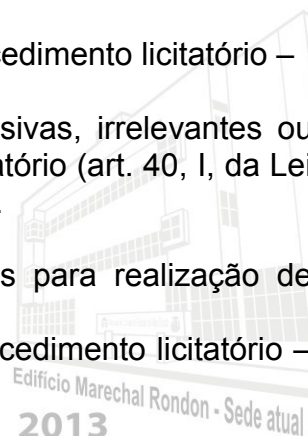 cedimento licitatório –
sivas, irrelevantes ou
atório (art. 40, I, da Lei
s para realização de
cedimento licitatório –
Edifício Marechal Rondon - Sede atual
2013